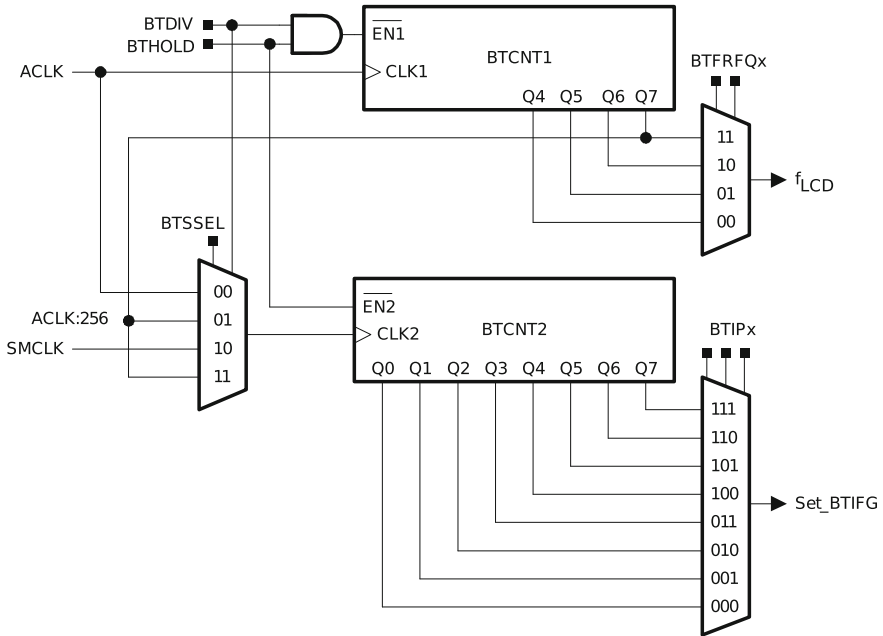 BTDIV
BTHOLD
EN1
BTCNT1
ACLK
CLK1
BTFRFQx
Q4 Q5 Q6 Q7
11
10
01
00
fLCD
BTSSEL
00
01
10
11
ACLK:256
SMCLK
EN2
BTCNT2
CLK2
Q0 Q1 Q2 Q3 Q4 Q5 Q6 Q7
BTIPx
111
110
101
100
011
010
001
000
Set_BTIFG